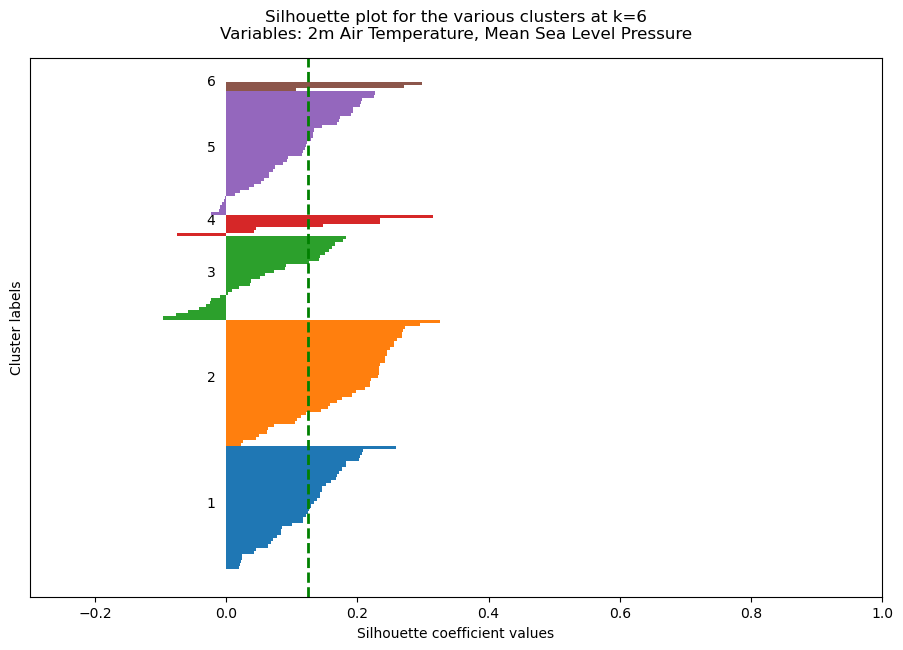 Silhouette plot for the various clusters at k=6
Variables: 2m Air Temperature, Mean Sea Level Pressure
6
5
4
3
2
1
Cluster labels
−0.2 0.0 0.2 0.4 0.6 0.8 1.0
Silhouette coefficient values